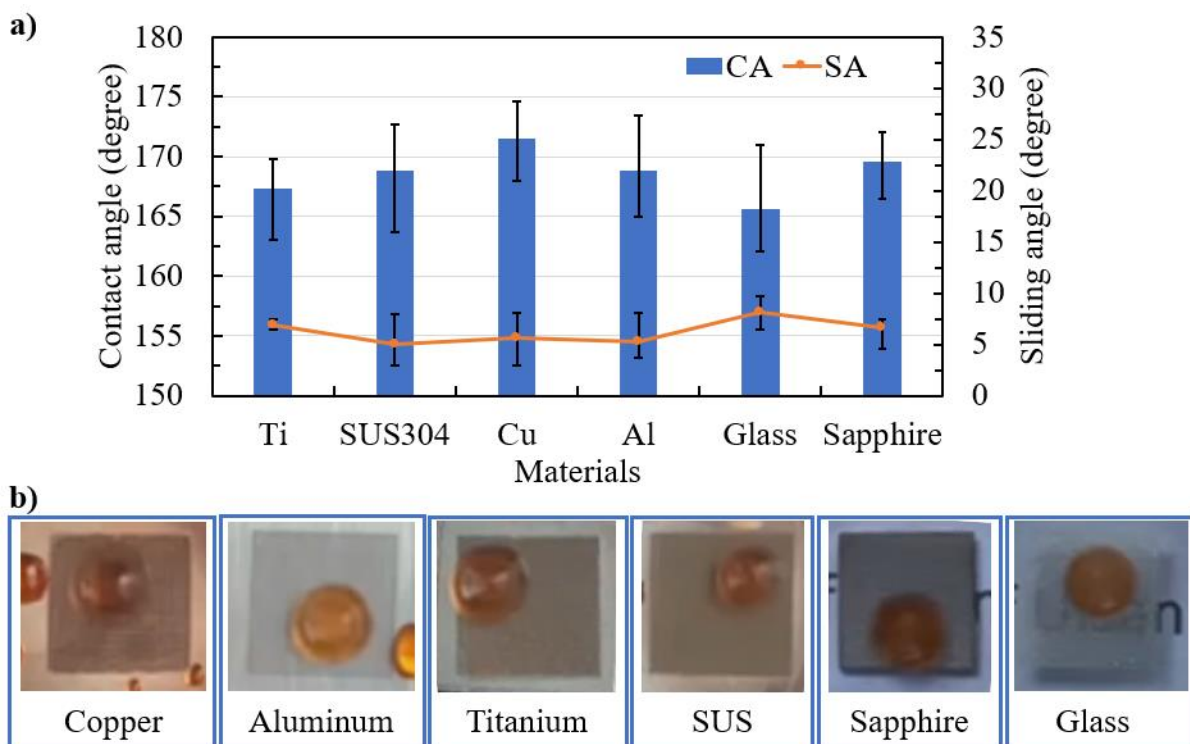 a)
Contact angle (degree)
180
175
170
165
160
155
150
CA SA
35
30
25
20
15
10
5
0
Sliding angle (degree)
Ti SUS304 Cu Al Glass Sapphire
Materials
b)
Copper Aluminum Titanium SUS Sapphire Glass